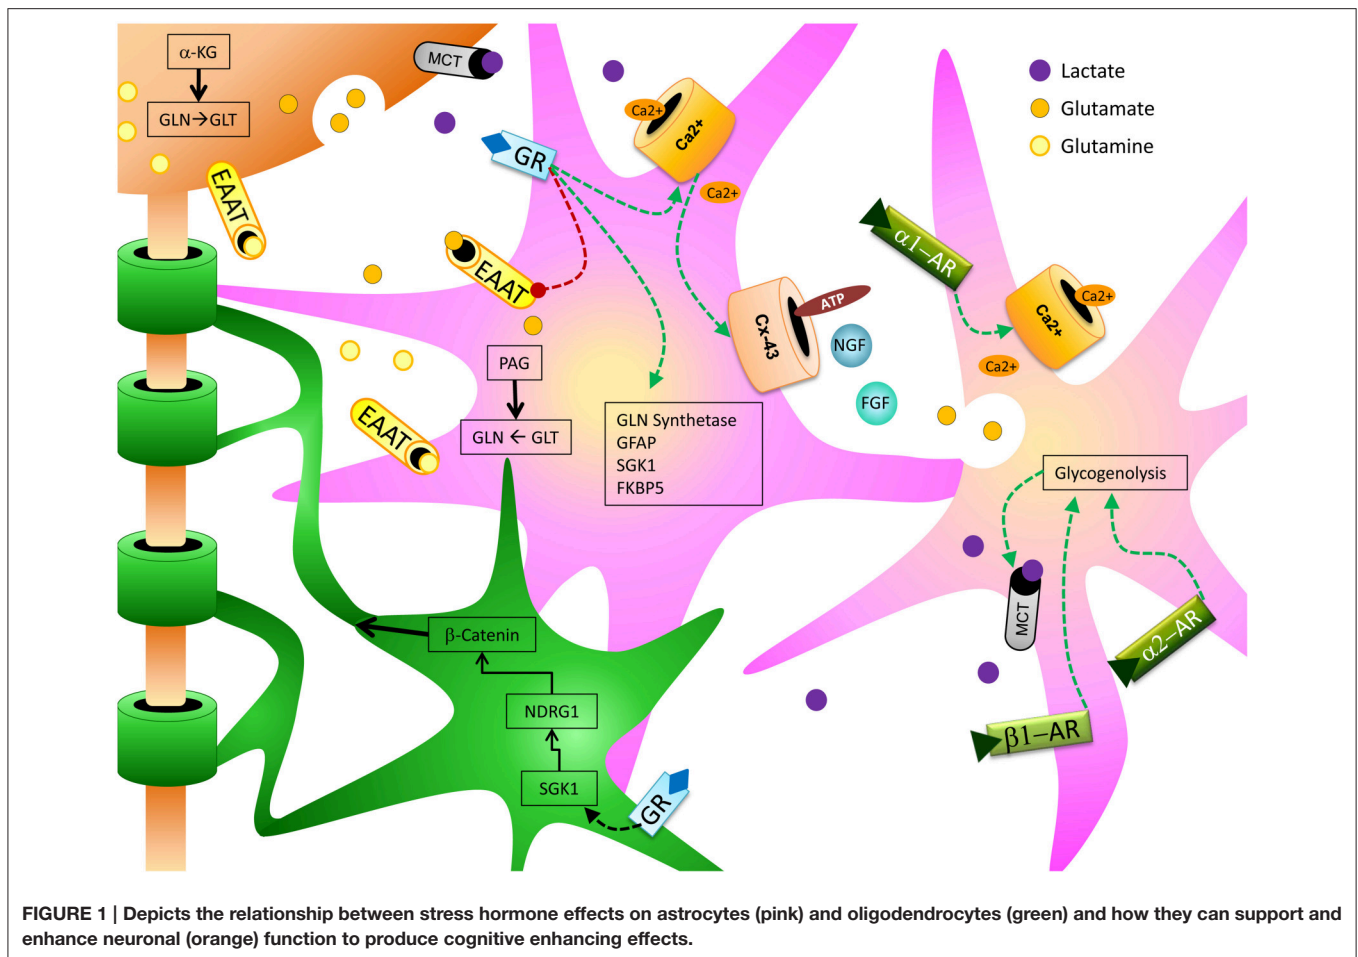 α-KG
GLN→GLT
MCT
Lactate
Glutamate
Glutamine
Ca2+
Ca2+
Ca2+
GR
EAAT
EAAT
α1–AR
Ca2+
Ca2+
Ca2+
Cx-43
ATP
NGF
FGF
PAG
GLN ← GLT
EAAT
GLN Synthetase
GFAP
SGK1
FKBP5
Glycogenolysis
MCT
α2–AR
β1–AR
β-Catenin
NDRG1
SGK1
GR
FIGURE 1 | Depicts the relationship between stress hormone effects on astrocytes (pink) and oligodendrocytes (green) and how they can support and
enhance neuronal (orange) function to produce cognitive enhancing effects.